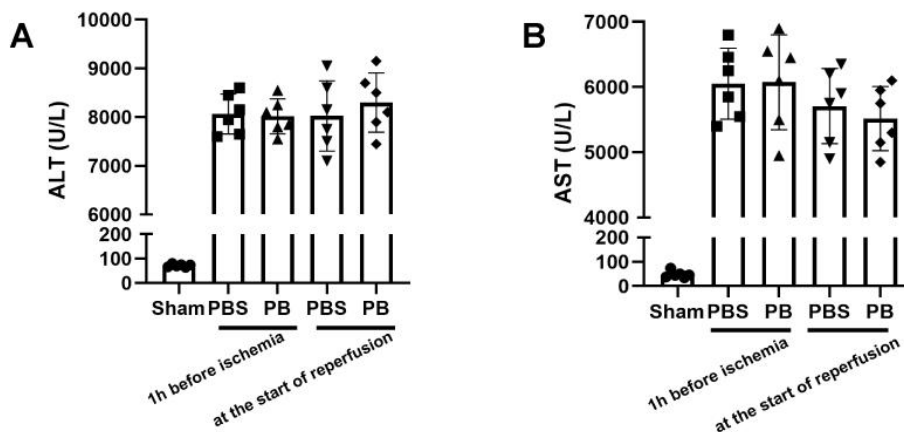 A
ALT (U/L)
10000
9000
8000
7000
6000
200
100
0
Sham PBS PB PBS PB
1h before ischemia
at the start of reperfusion
B
AST (U/L)
7000
6000
5000
4000
200
100
0
Sham PBS PB PBS PB
1h before ischemia
at the start of reperfusion